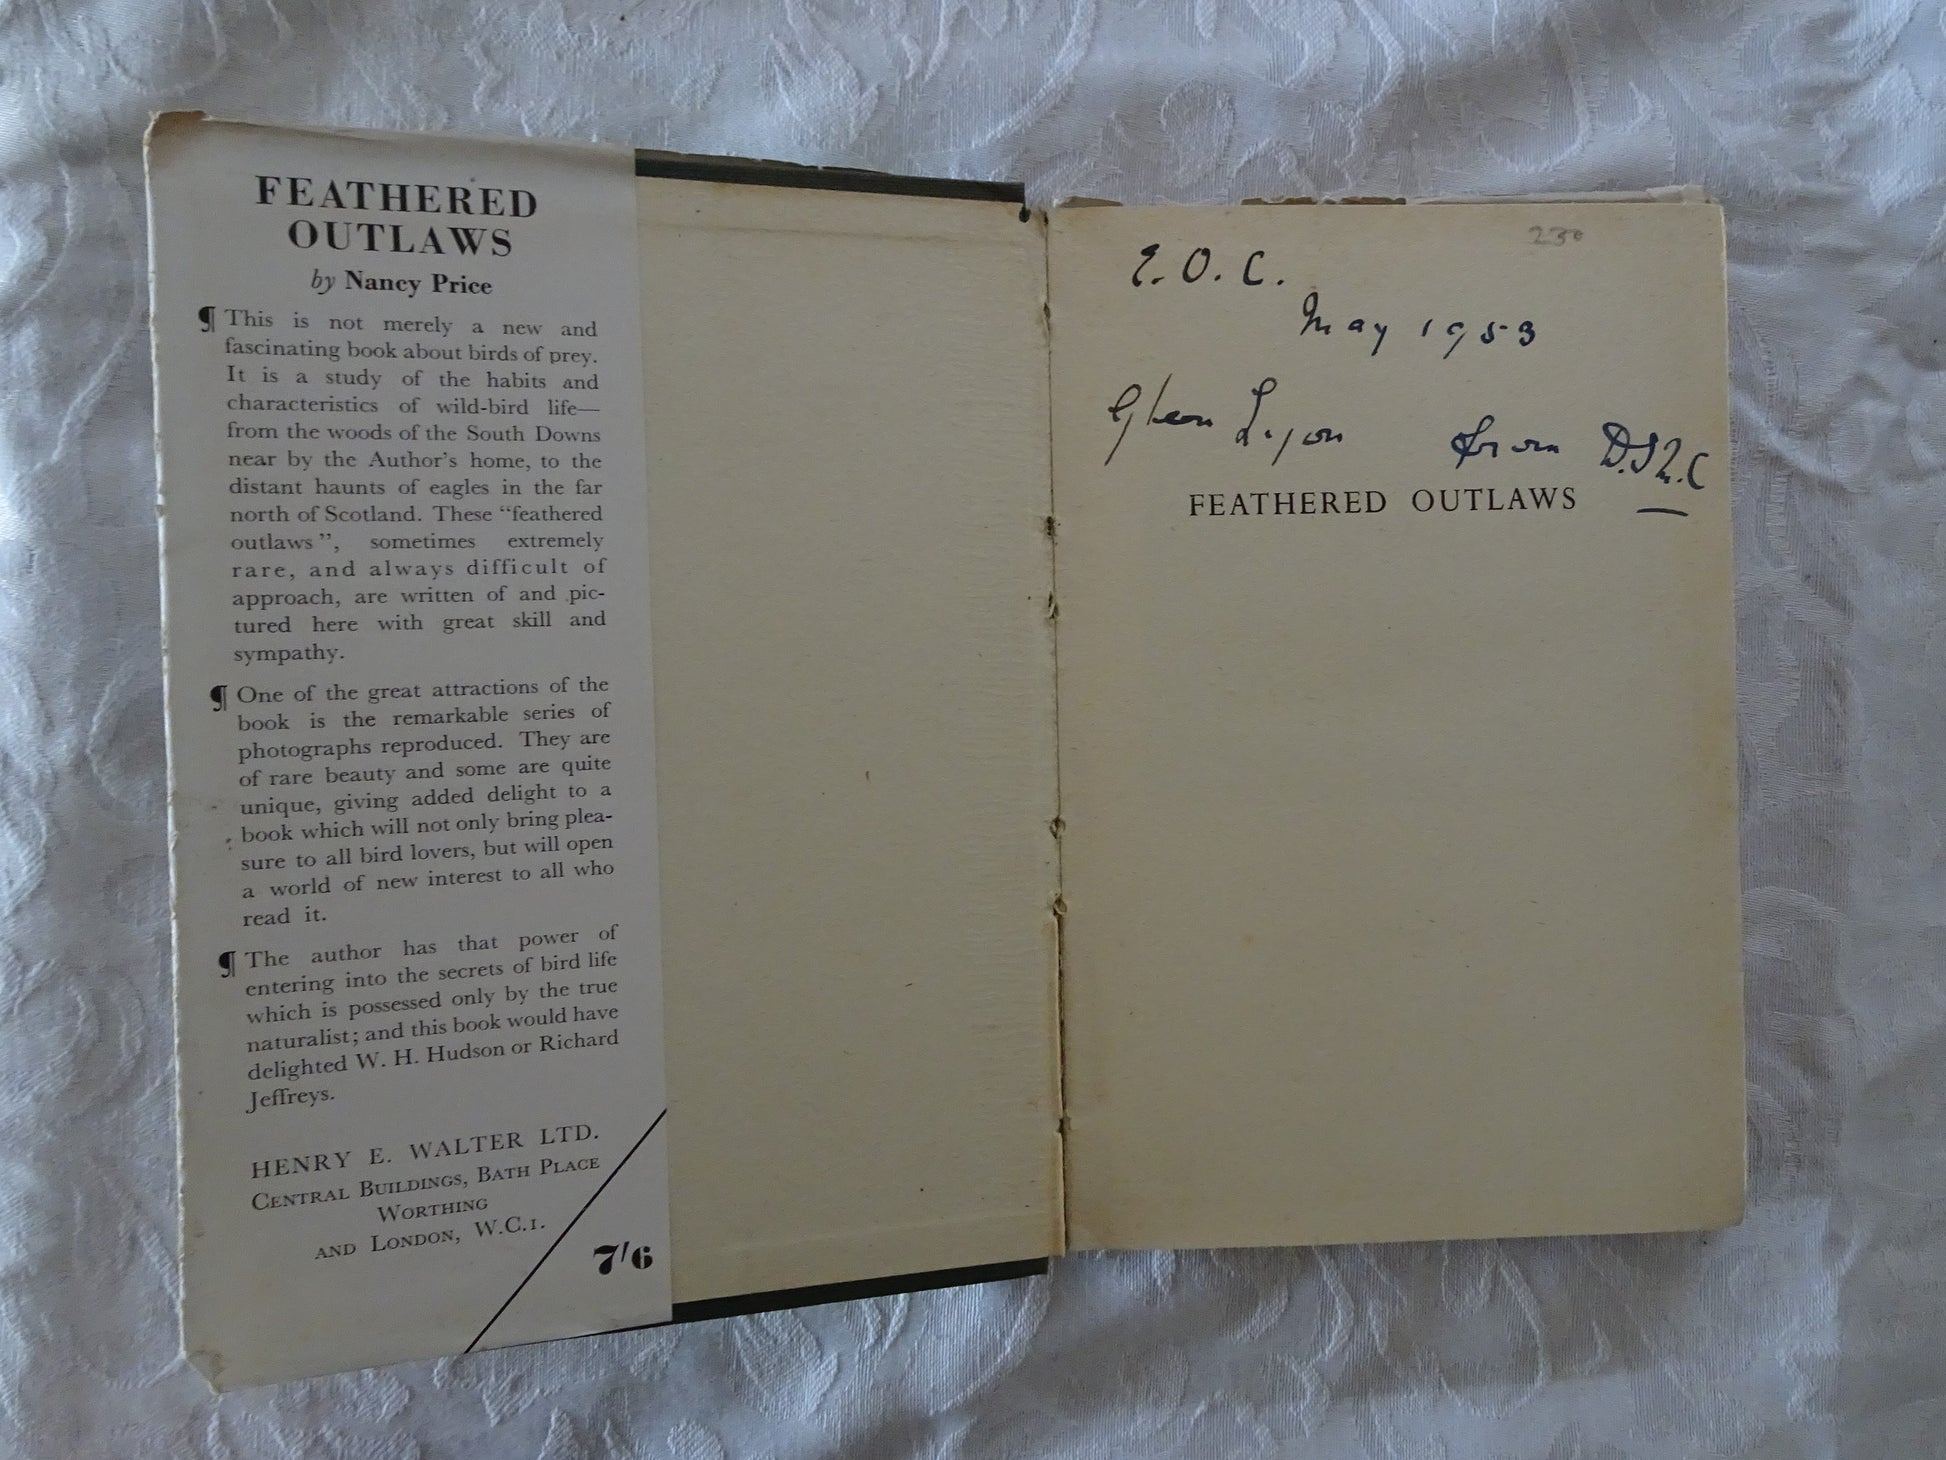 FEATHERED
OUTLAWS
by Nancy Price
¶ This is not merely a new and
fascinating book about birds of prey.
It is a study of the habits and
characteristics of wild-bird life—
from the woods of the South Downs
near by the Author's home, to the
distant haunts of eagles in the far
north of Scotland. These "feathered
outlaws", sometimes extremely
rare, and always difficult of
approach, are written of and pic-
tured here with great skill and
sympathy.
¶ One of the great attractions of the
book is the remarkable series of
photographs reproduced. They are
of rare beauty and some are quite
unique, giving added delight to a
book which will not only bring plea-
sure to all bird lovers, but will open
a world of new interest to all who
read it.
¶ The author has that power of
entering into the secrets of bird life
which is possessed only by the true
naturalist; and this book would have
delighted W. H. Hudson or Richard
Jeffreys.
HENRY E. WALTER LTD.
CENTRAL BUILDINGS, BATH PLACE
WORTHING
AND LONDON, W.C.1.
7/6
E.O.C.
May 1953
Lyon from
FEATHERED OUTLAWS